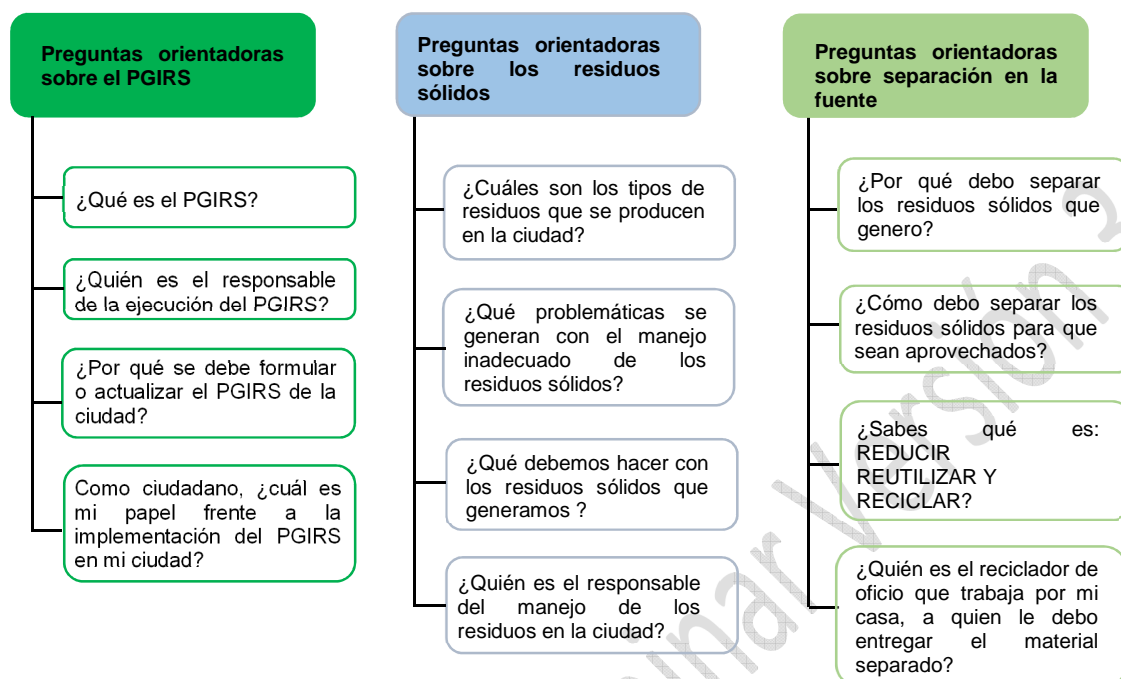 Preguntas orientadoras
sobre el PGIRS
¿Qué es el PGIRS?
¿Quién es el responsable
de la ejecución del PGIRS?
¿Por qué se debe formular
o actualizar el PGIRS de la
ciudad?
Como ciudadano, ¿cuál es
mi papel frente a la
implementación del PGIRS
en mi ciudad?
Preguntas orientadoras
sobre los residuos
sólidos
¿Cuáles son los tipos de
residuos que se producen
en la ciudad?
¿Qué problemáticas se
generan con el manejo
inadecuado de los
residuos sólidos?
¿Qué debemos hacer con
los residuos sólidos que
generamos ?
¿Quién es el responsable
del manejo de los
residuos en la ciudad?
Preguntas orientadoras
sobre separación en la
fuente
¿Por qué debo separar
los residuos sólidos que
genero?
¿Cómo debo separar los
residuos sólidos para que
sean aprovechados?
¿Sabes qué es:
REDUCIR
REUTILIZAR Y
RECICLAR?
¿Quién es el reciclador de
oficio que trabaja por mi
casa, a quien le debo
entregar el material
separado?
Versión